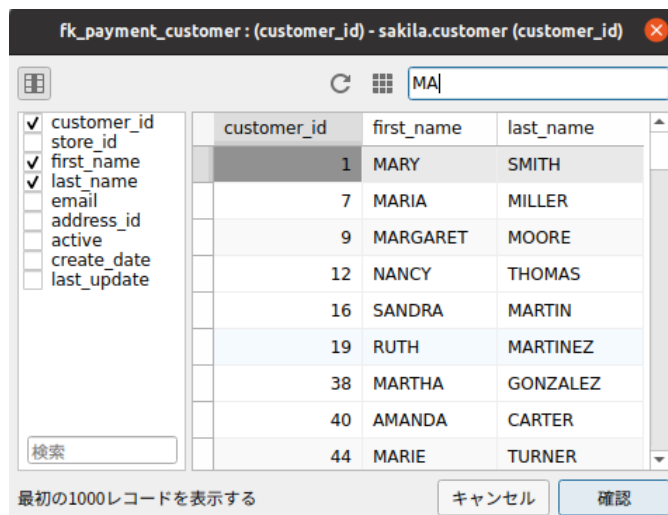 fk_payment_customer : (customer_id) - sakila.customer (customer_id)
MA
customer_id
store_id
first_name
last_name
email
address_id
active
create_date
last_update
検索
customer_id first_name last_name
1 MARY SMITH
7 MARIA MILLER
9 MARGARET MOORE
12 NANCY THOMAS
16 SANDRA MARTIN
19 RUTH MARTINEZ
38 MARTHA GONZALEZ
40 AMANDA CARTER
44 MARIE TURNER
最初の1000レコードを表示する キャンセル 確認